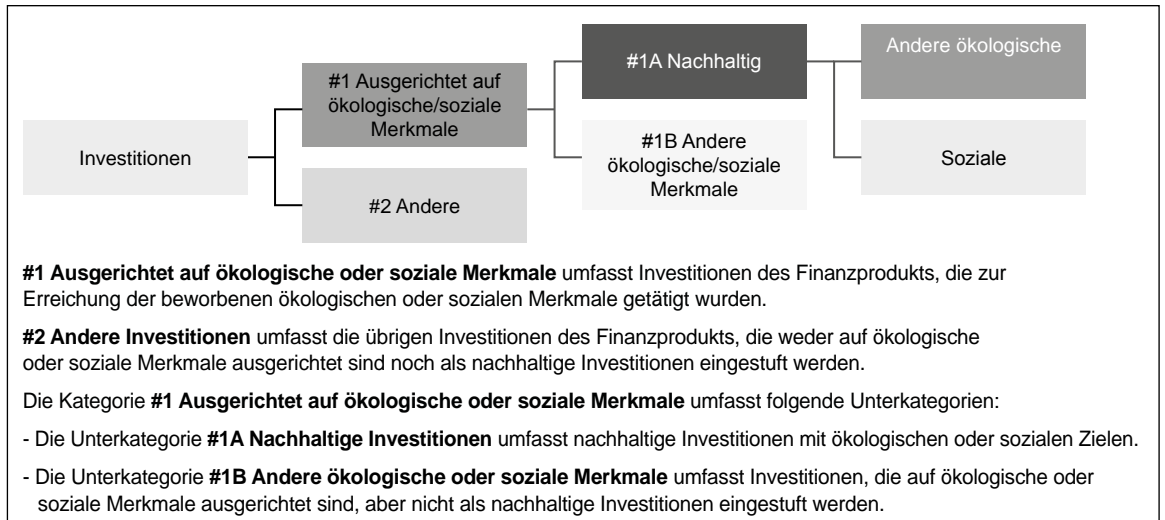 Investitionen
#1 Ausgerichtet auf
ökologische/soziale
Merkmale
#2 Andere
#1A Nachhaltig
#1B Andere
ökologische/soziale
Merkmale
Andere ökologische
Soziale
#1 Ausgerichtet auf ökologische oder soziale Merkmale umfasst Investitionen des Finanzprodukts, die zur
Erreichung der beworbenen ökologischen oder sozialen Merkmale getätigt wurden.
#2 Andere Investitionen umfasst die übrigen Investitionen des Finanzprodukts, die weder auf ökologische
oder soziale Merkmale ausgerichtet sind noch als nachhaltige Investitionen eingestuft werden.
Die Kategorie #1 Ausgerichtet auf ökologische oder soziale Merkmale umfasst folgende Unterkategorien:
- Die Unterkategorie #1A Nachhaltige Investitionen umfasst nachhaltige Investitionen mit ökologischen oder sozialen Zielen.
- Die Unterkategorie #1B Andere ökologische oder soziale Merkmale umfasst Investitionen, die auf ökologische oder
soziale Merkmale ausgerichtet sind, aber nicht als nachhaltige Investitionen eingestuft werden.